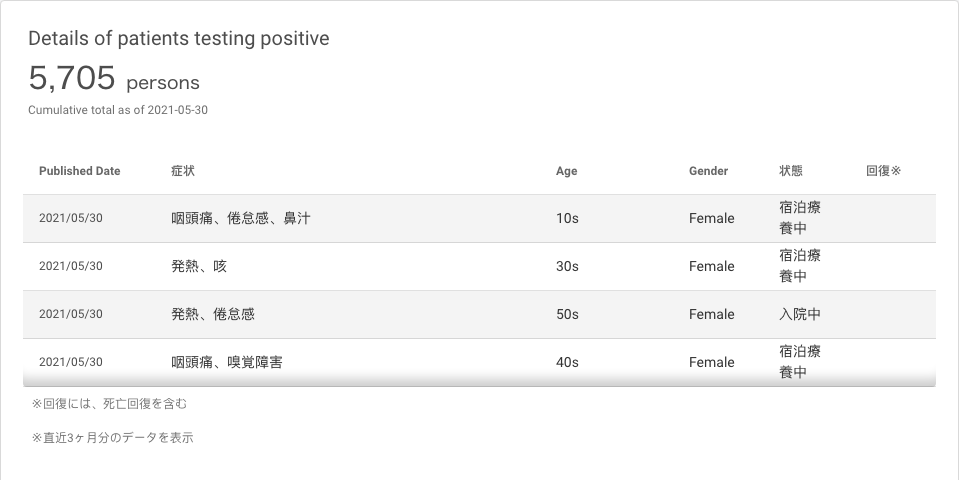 Details of patients testing positive
5,705 persons
Cumulative total as of 2021-05-30
Published Date 症状 Age Gender 状態 回復※
2021/05/30 咽頭痛、倦怠感、鼻汁 10s Female 宿泊療
養中
2021/05/30 発熱、咳 30s Female 宿泊療
養中
2021/05/30 発熱、倦怠感 50s Female 入院中
2021/05/30 咽頭痛、嗅覚障害 40s Female 宿泊療
養中
※回復には、死亡回復を含む
※直近3ヶ月分のデータを表示